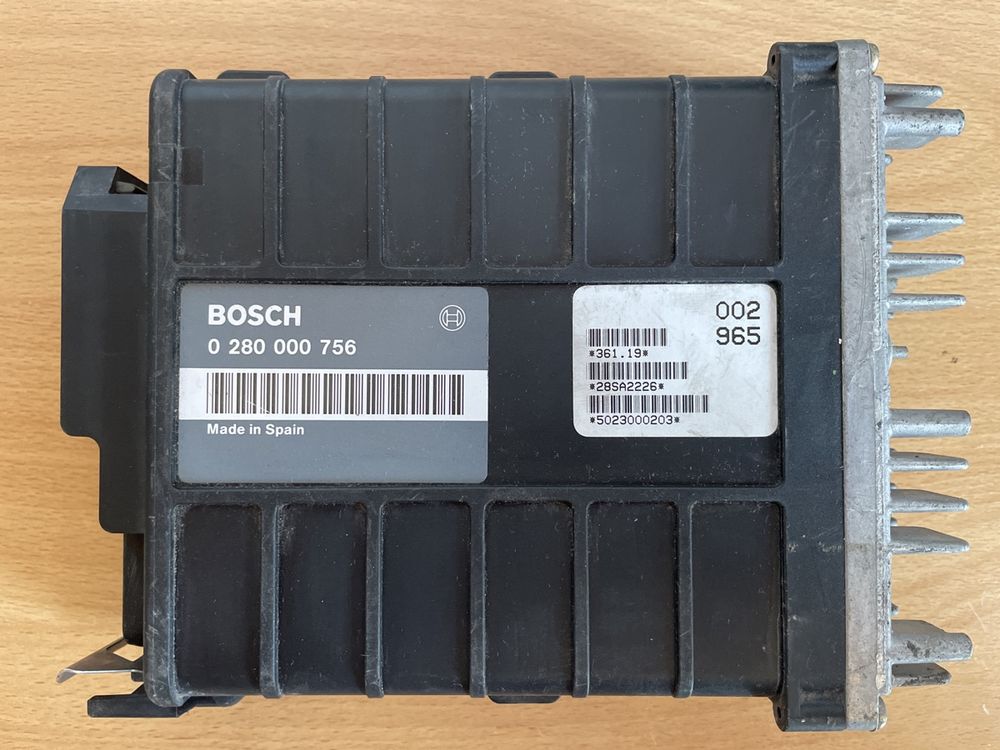 BOSCH
0 280 000 756
Made in Spain
002
965
*361.19*
*28SA2226*
*5023000203*